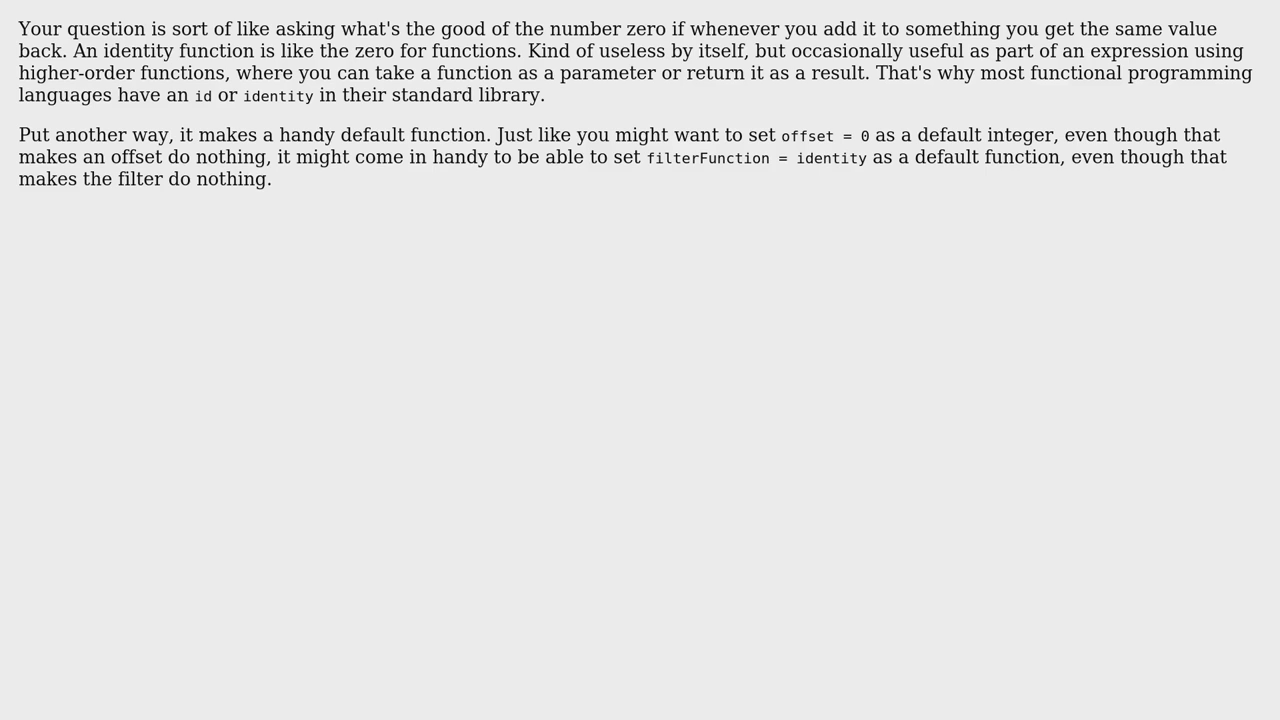 Your question is sort of like asking what's the good of the number zero if whenever you add it to something you get the same value
back. An identity function is like the zero for functions. Kind of useless by itself, but occasionally useful as part of an expression using
higher-order functions, where you can take a function as a parameter or return it as a result. That's why most functional programming
languages have an id or identity in their standard library.
Put another way, it makes a handy default function. Just like you might want to set offset = 0 as a default integer, even though that
makes an offset do nothing, it might come in handy to be able to set filterFunction = identity as a default function, even though that
makes the filter do nothing.